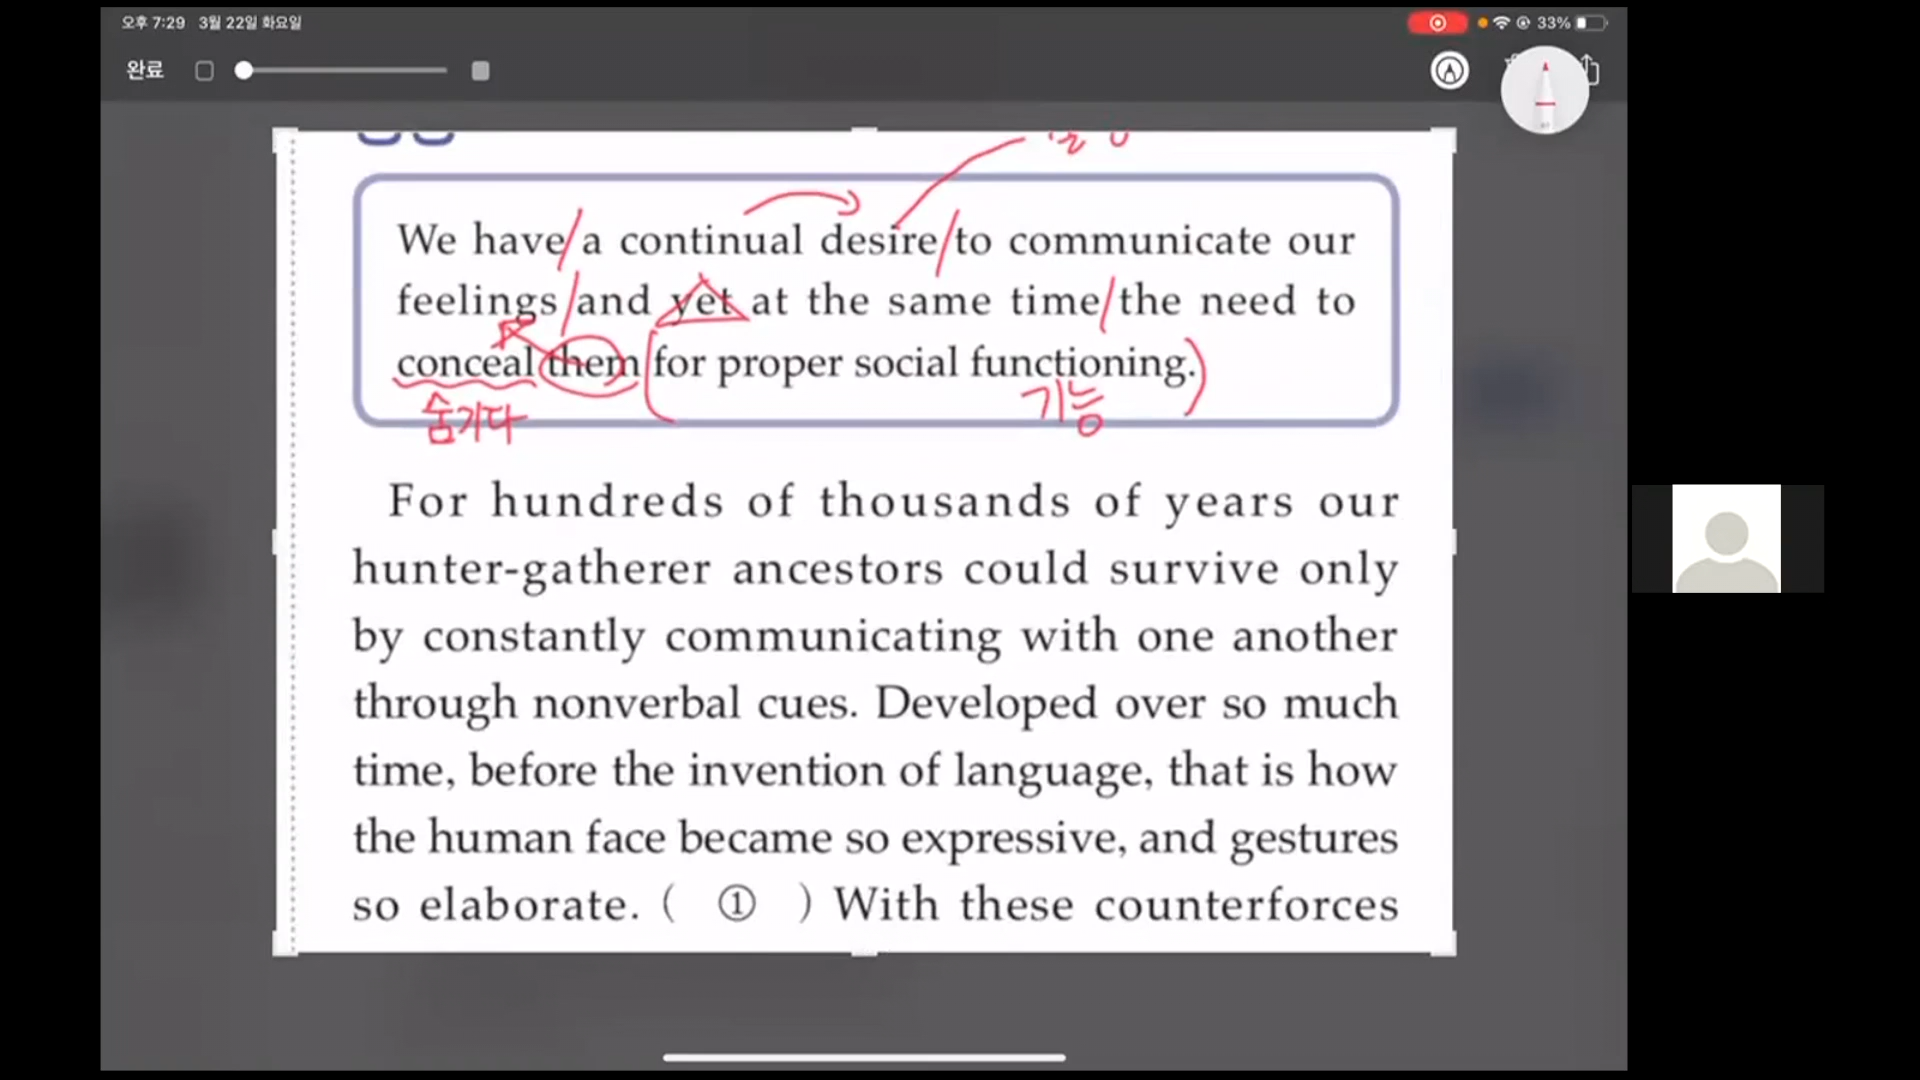 오후 7:29 3월 22일 화요일
33%
완료
We have a continual desire to communicate our
feelings and yet at the same time the need to
conceal them for proper social functioning.
숨기다
기능
For hundreds of thousands of years our
hunter-gatherer ancestors could survive only
by constantly communicating with one another
through nonverbal cues. Developed over so much
time, before the invention of language, that is how
the human face became so expressive, and gestures
so elaborate. ( ① ) With these counterforces